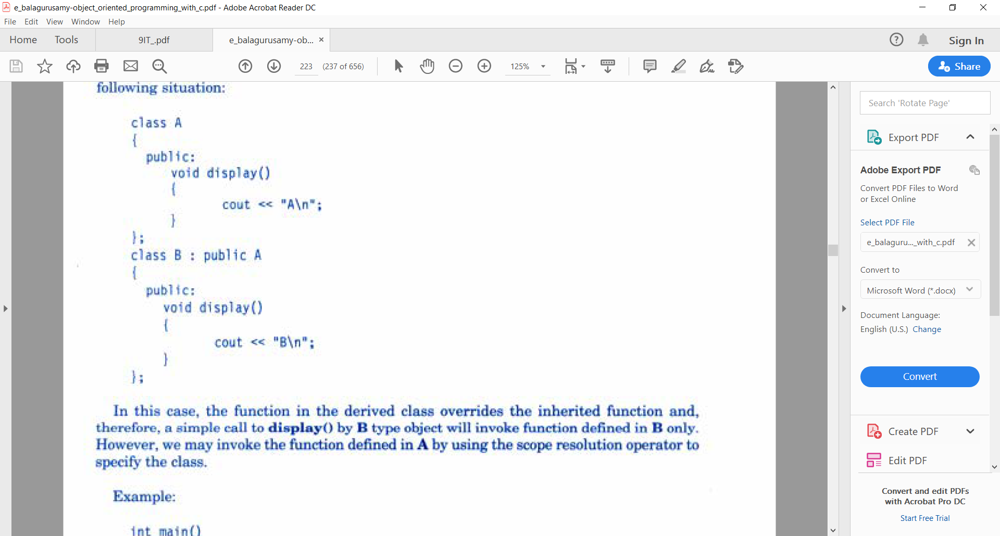 e_balagurusamy-object_oriented_programming_with_c.pdf - Adobe Acrobat Reader DC
File Edit View Window Help
Home Tools 9IT_.pdf e_balagurusamy-ob... ×
? Sign In
223 (237 of 656) 125% Share
following situation:
class A
{
public:
void display()
{
cout << "A\n";
}
};
class B : public A
{
public:
void display()
{
cout << "B\n";
}
};
In this case, the function in the derived class overrides the inherited function and,
therefore, a simple call to display() by B type object will invoke function defined in B only.
However, we may invoke the function defined in A by using the scope resolution operator to
specify the class.
Example:
int main()
Search 'Rotate Page'
Export PDF
Adobe Export PDF
Convert PDF Files to Word
or Excel Online
Select PDF File
e_balaguru..._with_c.pdf
Convert to
Microsoft Word (*.docx)
Document Language:
English (U.S.) Change
Convert
Create PDF
Edit PDF
Convert and edit PDFs
with Acrobat Pro DC
Start Free Trial